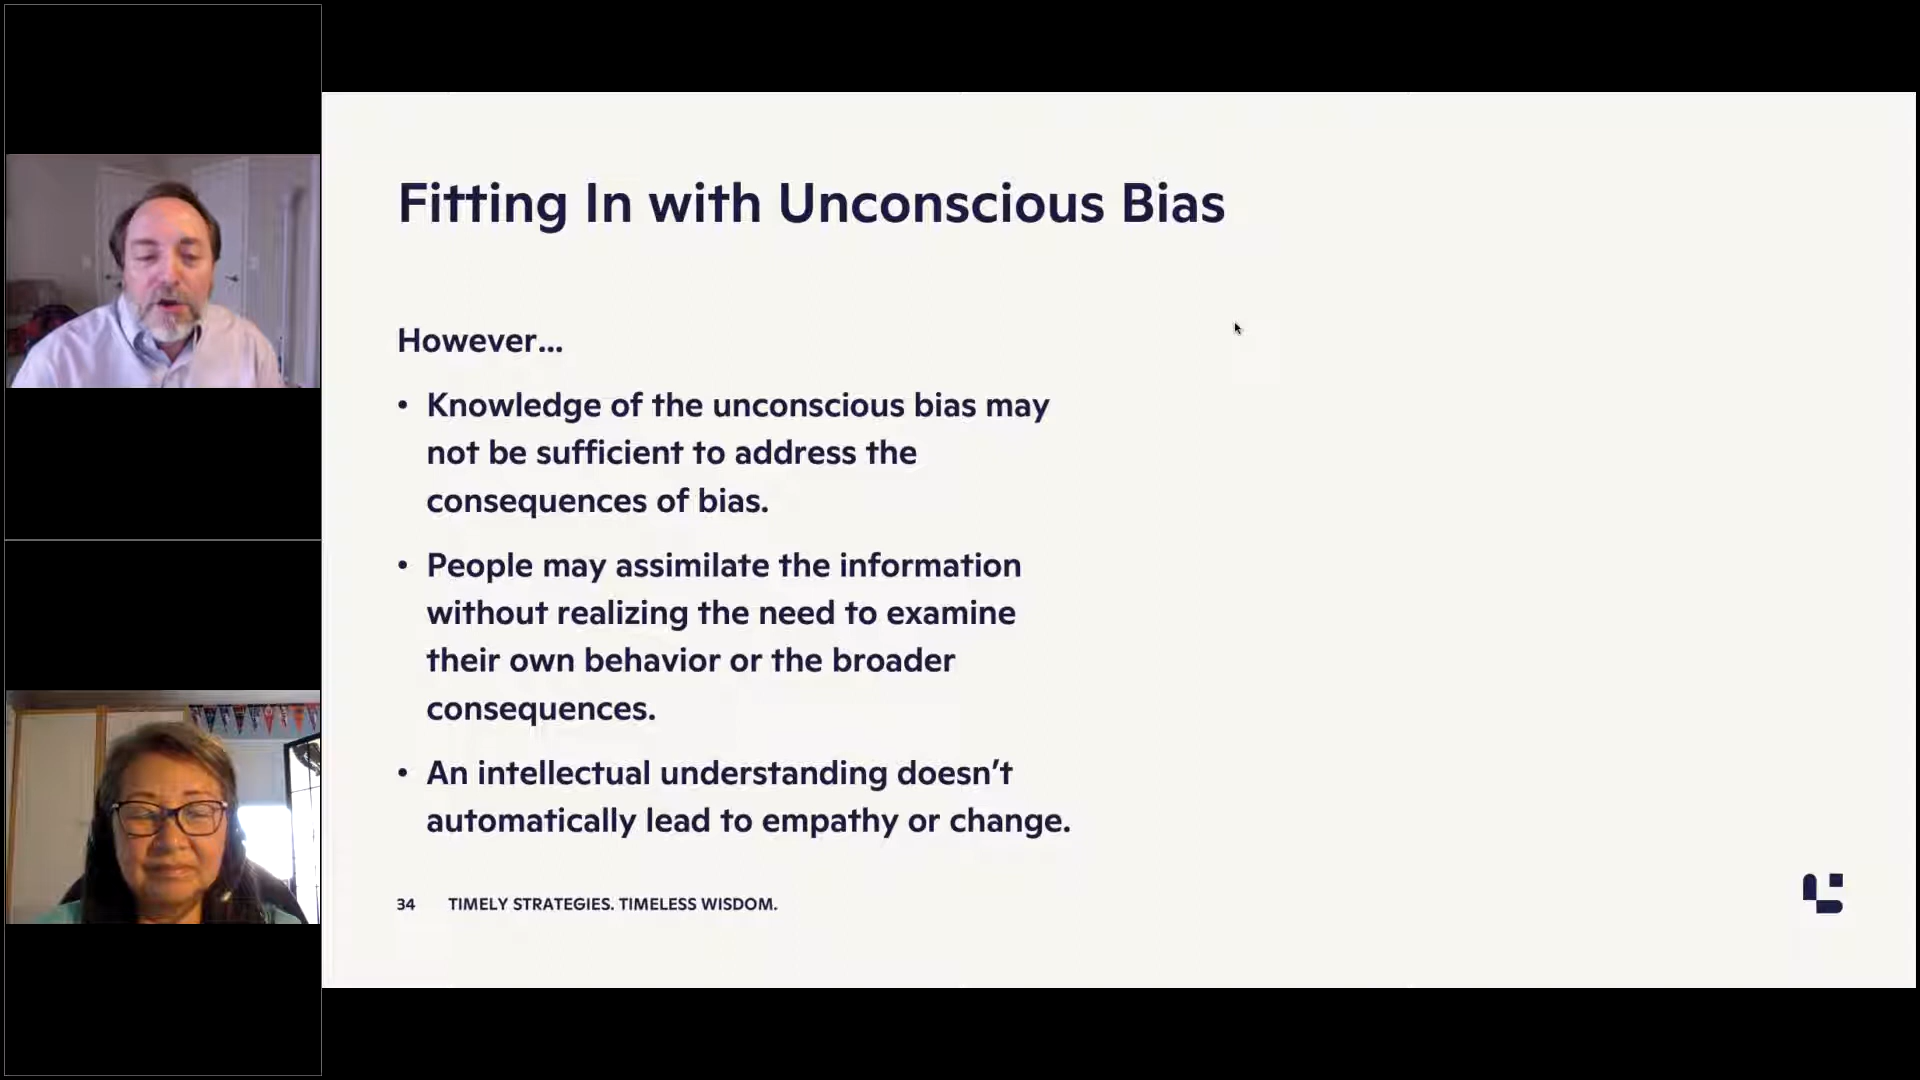 Fitting In with Unconscious Bias
However...
• Knowledge of the unconscious bias may
not be sufficient to address the
consequences of bias.
• People may assimilate the information
without realizing the need to examine
their own behavior or the broader
consequences.
• An intellectual understanding doesn’t
automatically lead to empathy or change.
34 TIMELY STRATEGIES. TIMELESS WISDOM.